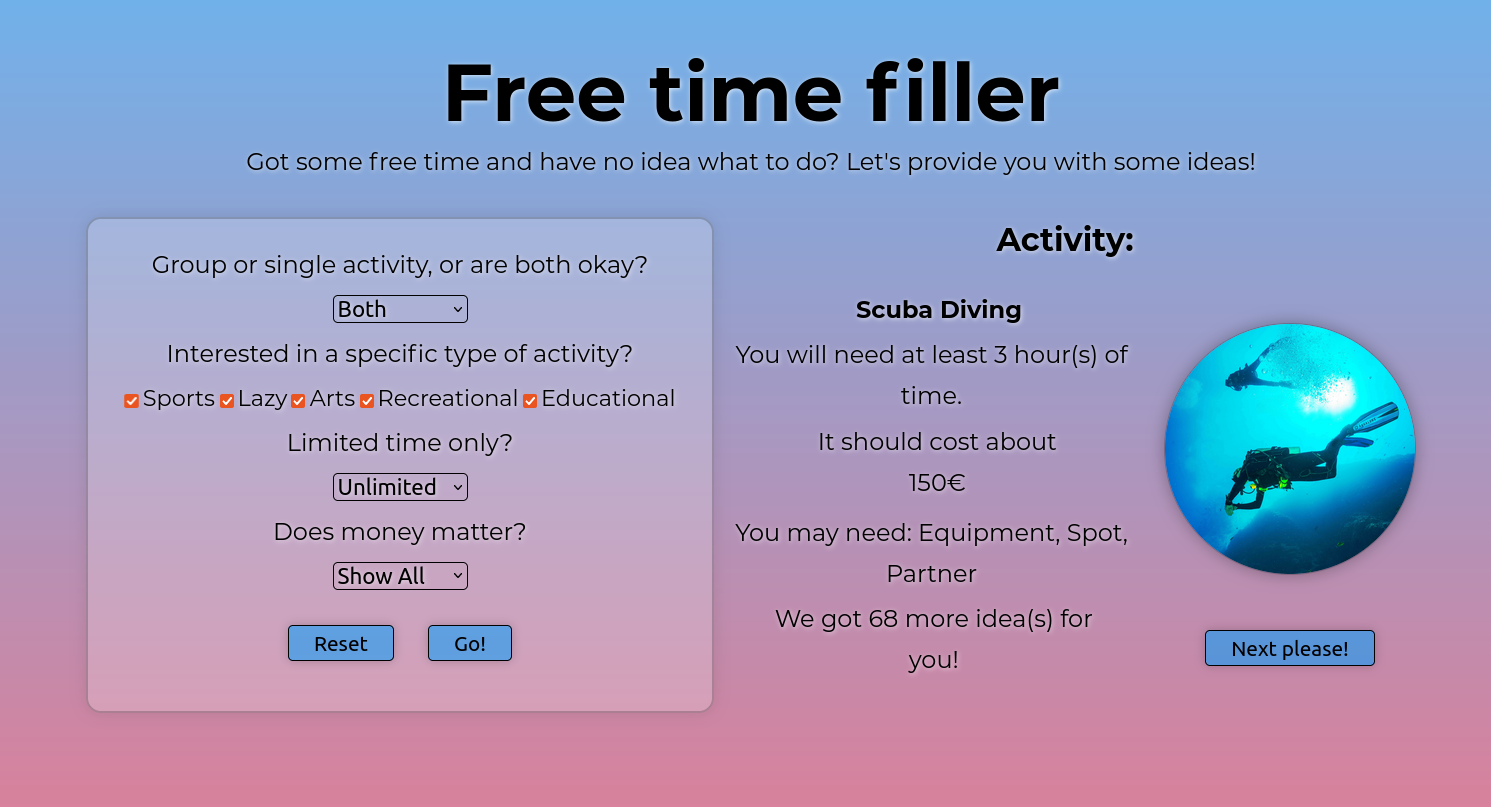 Free time filler
Got some free time and have no idea what to do? Let's provide you with some ideas!
Group or single activity, or are both okay?
Both
Interested in a specific type of activity?
Sports Lazy Arts Recreational Educational
Limited time only?
Unlimited
Does money matter?
Show All
Reset Go!
Activity:
Scuba Diving
You will need at least 3 hour(s) of
time.
It should cost about
150€
You may need: Equipment, Spot,
Partner
We got 68 more idea(s) for
you!
Next please!